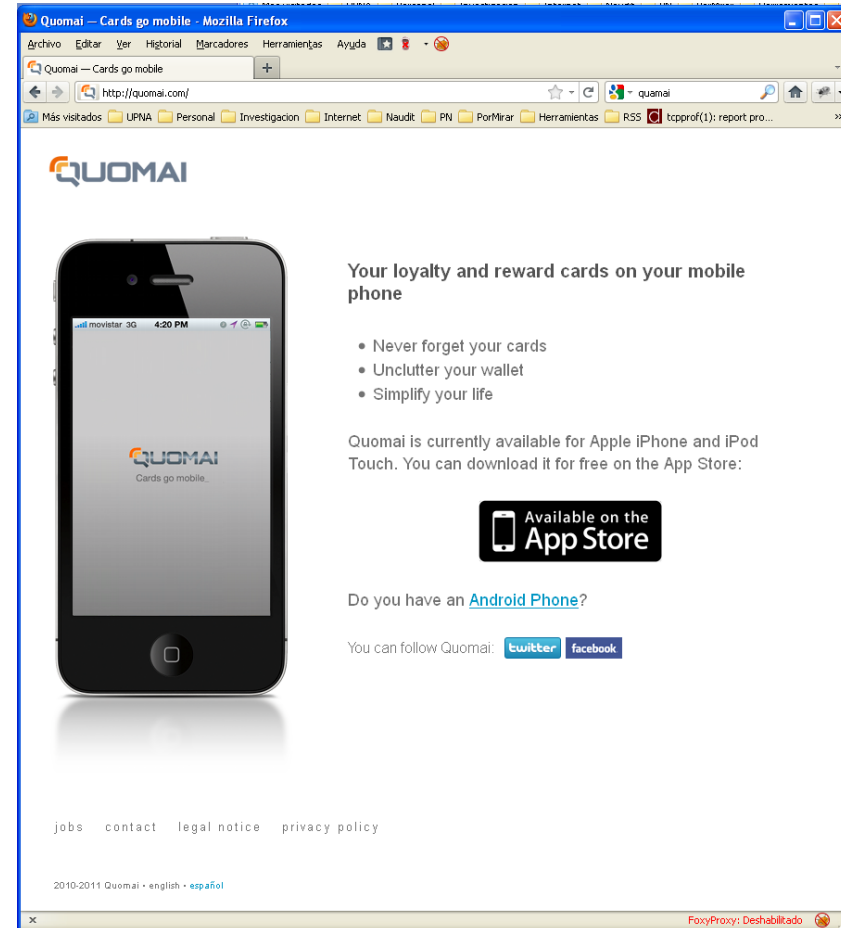 Quomai — Cards go mobile - Mozilla Firefox
Archivo Editar Ver Historial Marcadores Herramientas Ayuda
Quomai — Cards go mobile
http://quomai.com/ quamai
Más visitados UPNA Personal Investigacion Internet Naudit PN PorMirar Herramientas RSS tcpprof(1): report pro...
QUOMAI
movistar 3G 4:20 PM
QUOMAI
Cards go mobile_
Your loyalty and reward cards on your mobile
phone
• Never forget your cards
• Unclutter your wallet
• Simplify your life
Quomai is currently available for Apple iPhone and iPod
Touch. You can download it for free on the App Store:
Available on the
App Store
Do you have an Android Phone?
You can follow Quomai: twitter facebook
jobs contact legal notice privacy policy
2010-2011 Quomai • english • español
FoxyProxy: Deshabilitado